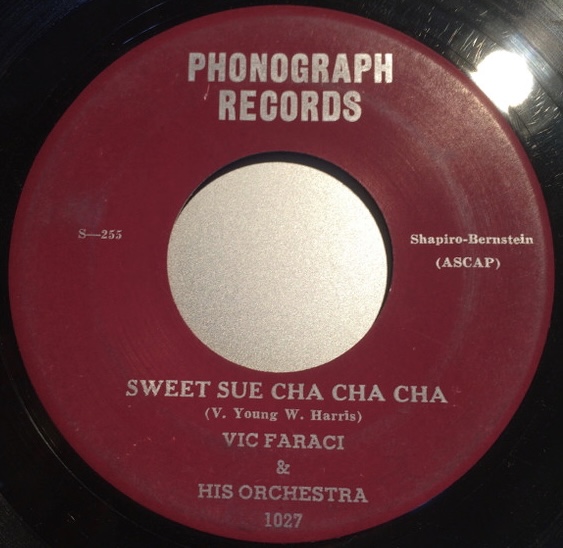 PHONOGRAPH
RECORDS
S—255
Shapiro-Bernstein
(ASCAP)
SWEET SUE CHA CHA CHA
(V. Young W. Harris)
VIC FARACI
&
HIS ORCHESTRA
1027